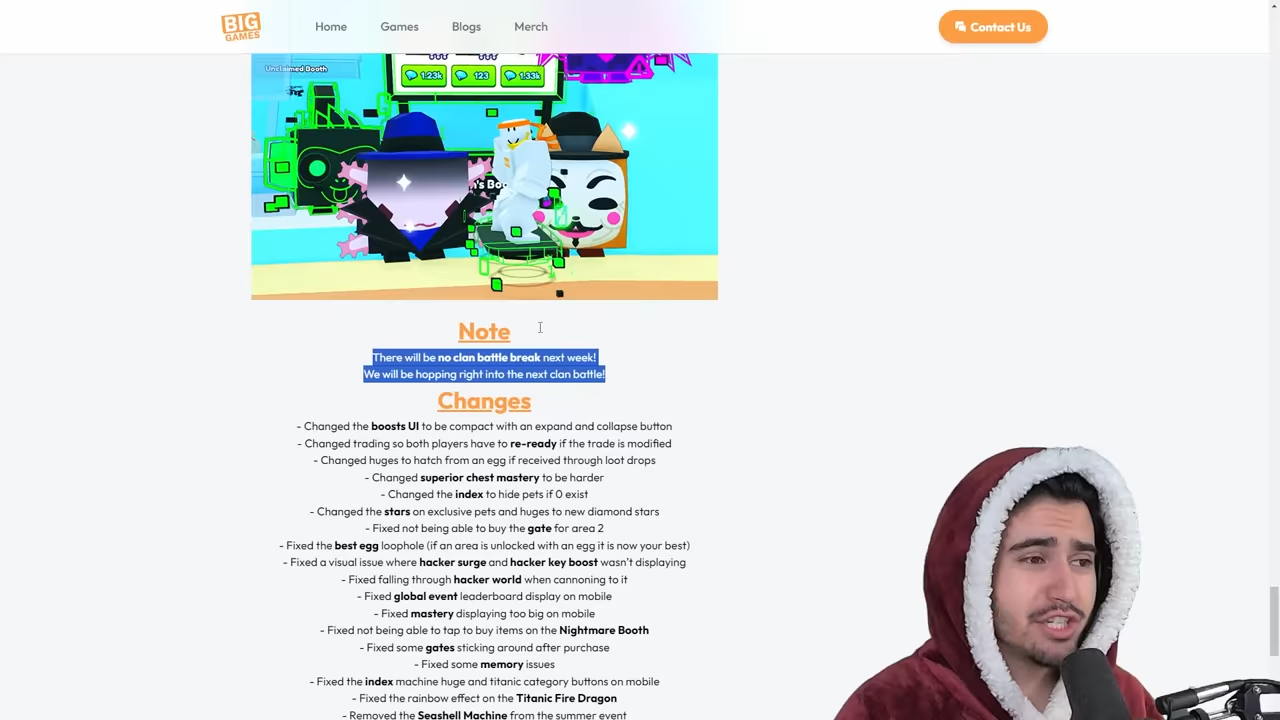 BIG
GAMES
Home
Games
Blogs
Merch
Contact Us
Unclaimed Booth
1.23k
123
1.33k
's Boo
Note
There will be no clan battle break next week!
We will be hopping right into the next clan battle!
Changes
- Changed the boosts UI to be compact with an expand and collapse button
- Changed trading so both players have to re-ready if the trade is modified
- Changed huges to hatch from an egg if received through loot drops
- Changed superior chest mastery to be harder
- Changed the index to hide pets if 0 exist
- Changed the stars on exclusive pets and huges to new diamond stars
- Fixed not being able to buy the gate for area 2
- Fixed the best egg loophole (if an area is unlocked with an egg it is now your best)
- Fixed a visual issue where hacker surge and hacker key boost wasn't displaying
- Fixed falling through hacker world when cannoning to it
- Fixed global event leaderboard display on mobile
- Fixed mastery displaying too big on mobile
- Fixed not being able to tap to buy items on the Nightmare Booth
- Fixed some gates sticking around after purchase
- Fixed some memory issues
- Fixed the index machine huge and titanic category buttons on mobile
- Fixed the rainbow effect on the Titanic Fire Dragon
- Removed the Seashell Machine from the summer event